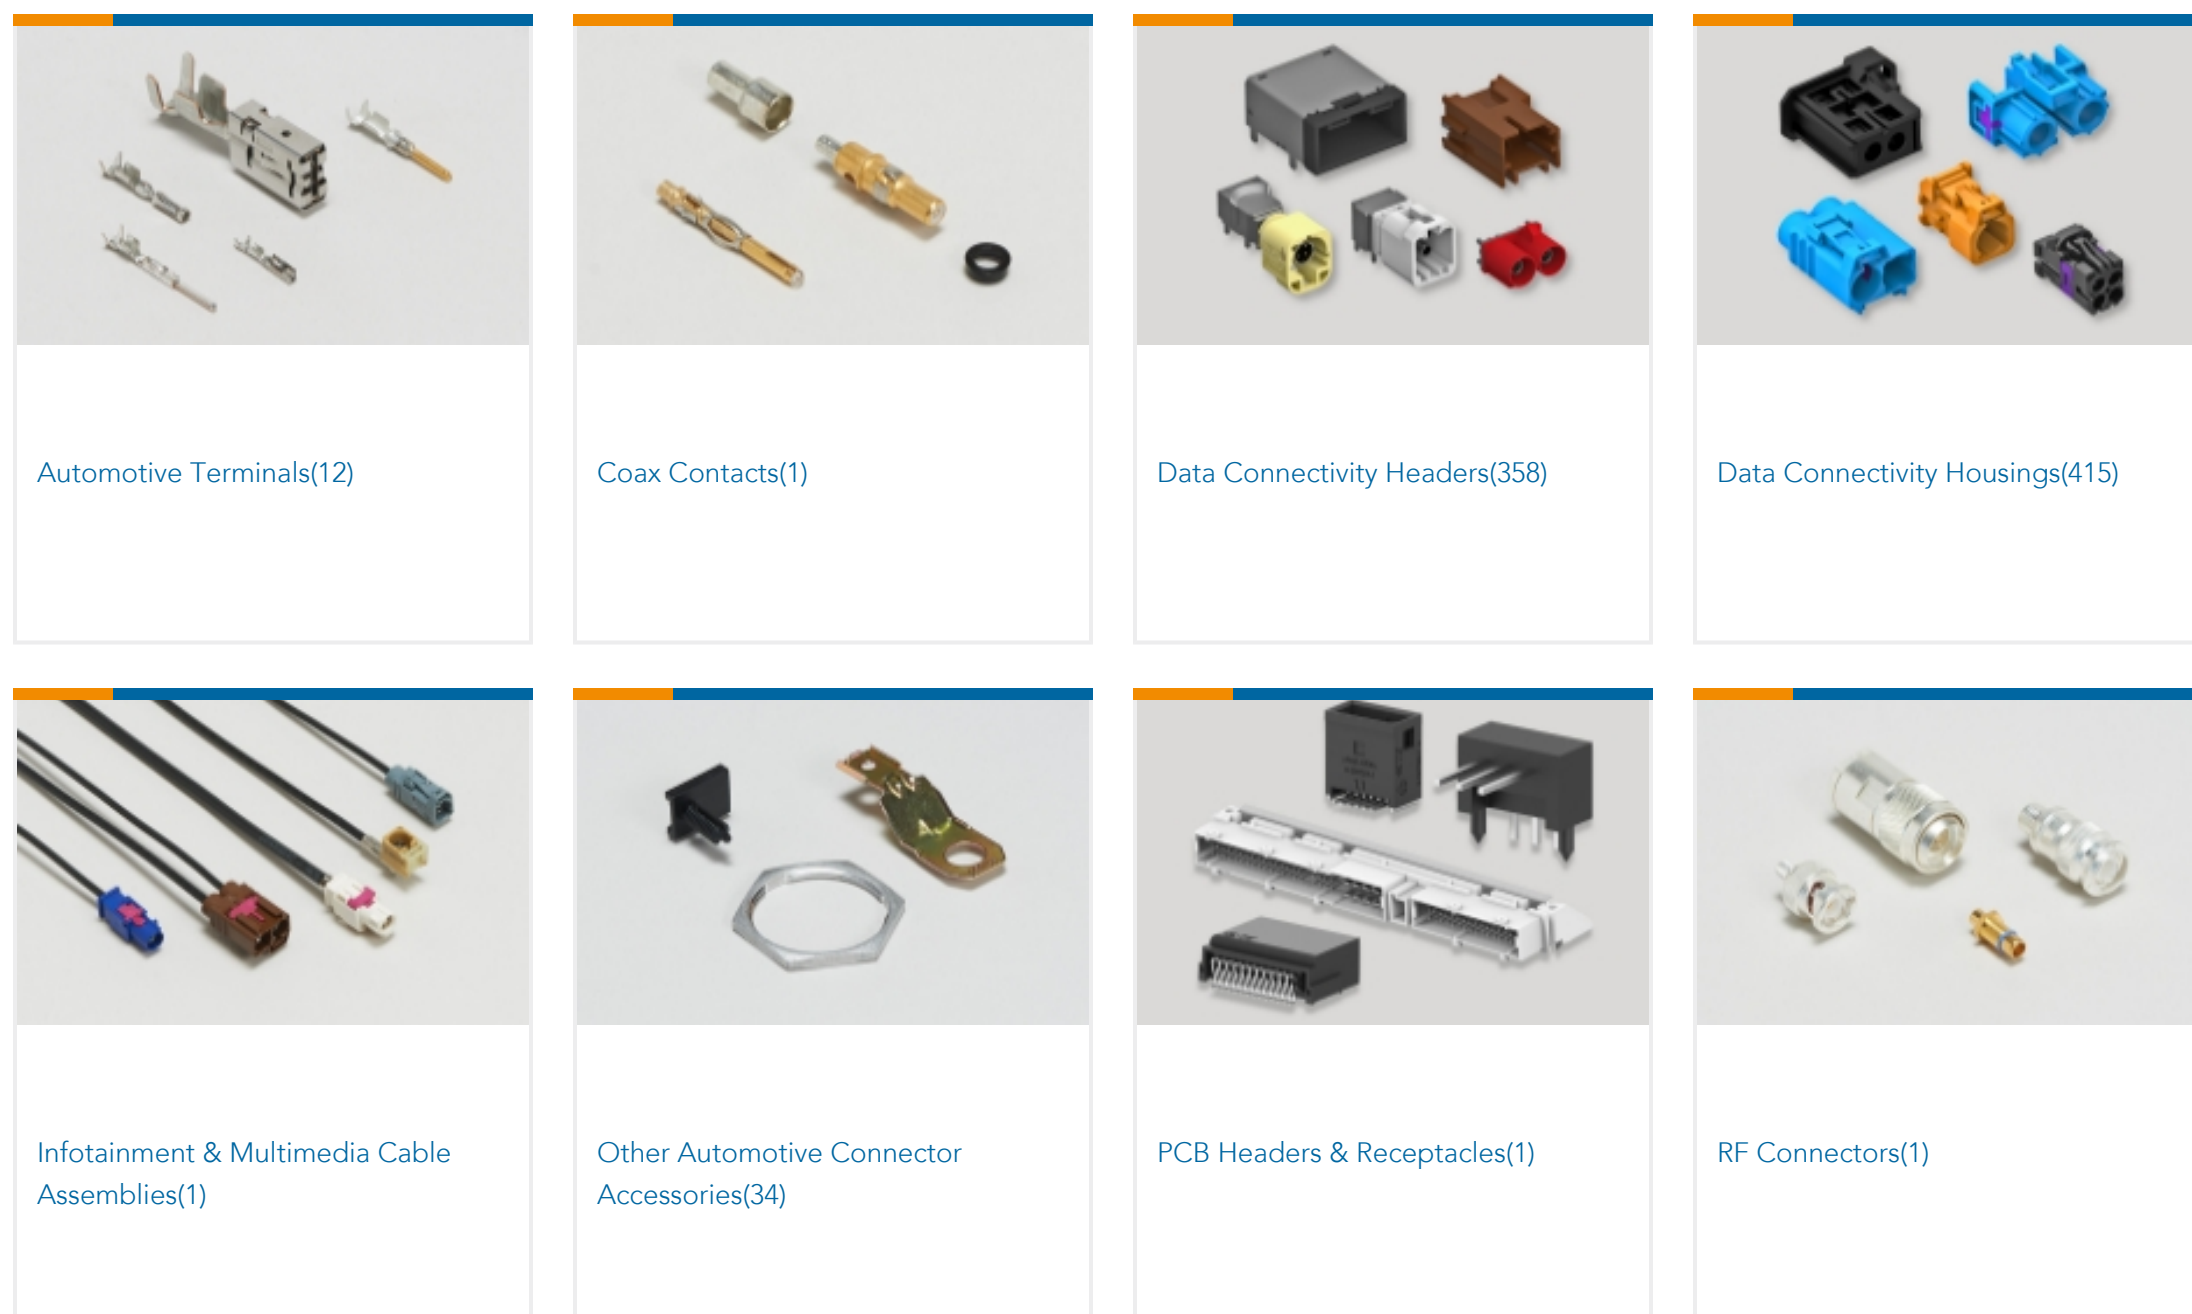 Automotive Terminals(12)
Coax Contacts(1)
Data Connectivity Headers(358)
Data Connectivity Housings(415)
Infotainment & Multimedia Cable
Assemblies(1)
Other Automotive Connector
Accessories(34)
PCB Headers & Receptacles(1)
RF Connectors(1)